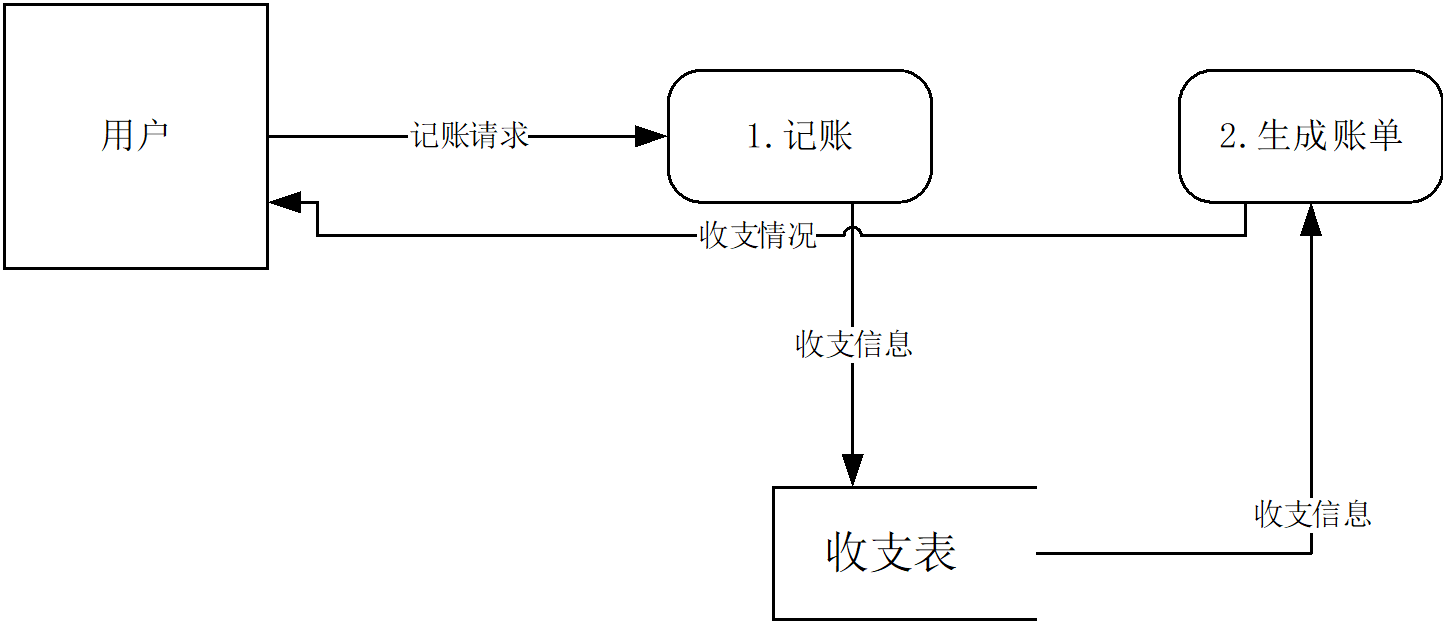 用户
记账请求
1.记账
2.生成账单
收支情况
收支信息
收支信息
收支表